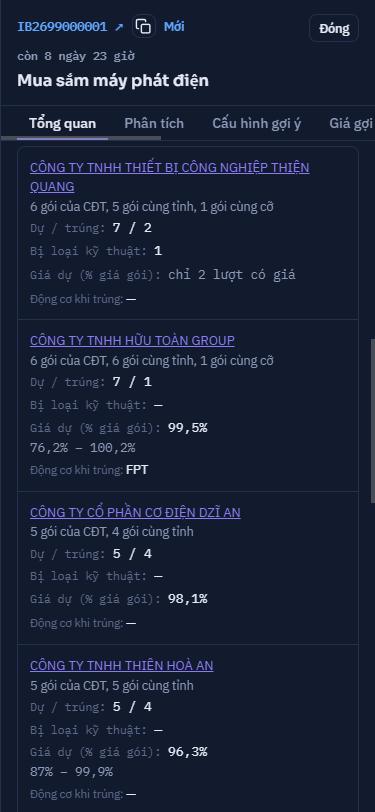 IB2699000001 ↗ Mới Đóng
còn 8 ngày 23 giờ
Mua sắm máy phát điện
Tổng quan Phân tích Cấu hình gợi ý Giá gợi
CÔNG TY TNHH THIẾT BỊ CÔNG NGHIỆP THIỆN
QUANG
6 gói của CĐT, 5 gói cùng tỉnh, 1 gói cùng cỡ
Dự / trúng: 7 / 2
Bị loại kỹ thuật: 1
Giá dự (% giá gói): chỉ 2 lượt có giá
Động cơ khi trúng: —
CÔNG TY TNHH HỮU TOÀN GROUP
6 gói của CĐT, 6 gói cùng tỉnh, 1 gói cùng cỡ
Dự / trúng: 7 / 1
Bị loại kỹ thuật: —
Giá dự (% giá gói): 99,5%
76,2% – 100,2%
Động cơ khi trúng: FPT
CÔNG TY CỔ PHẦN CƠ ĐIỆN DZĨ AN
5 gói của CĐT, 4 gói cùng tỉnh
Dự / trúng: 5 / 4
Bị loại kỹ thuật: —
Giá dự (% giá gói): 98,1%
Động cơ khi trúng: —
CÔNG TY TNHH THIÊN HOÀ AN
5 gói của CĐT, 5 gói cùng tỉnh
Dự / trúng: 5 / 4
Bị loại kỹ thuật: —
Giá dự (% giá gói): 96,3%
87% – 99,9%
Động cơ khi trúng: —